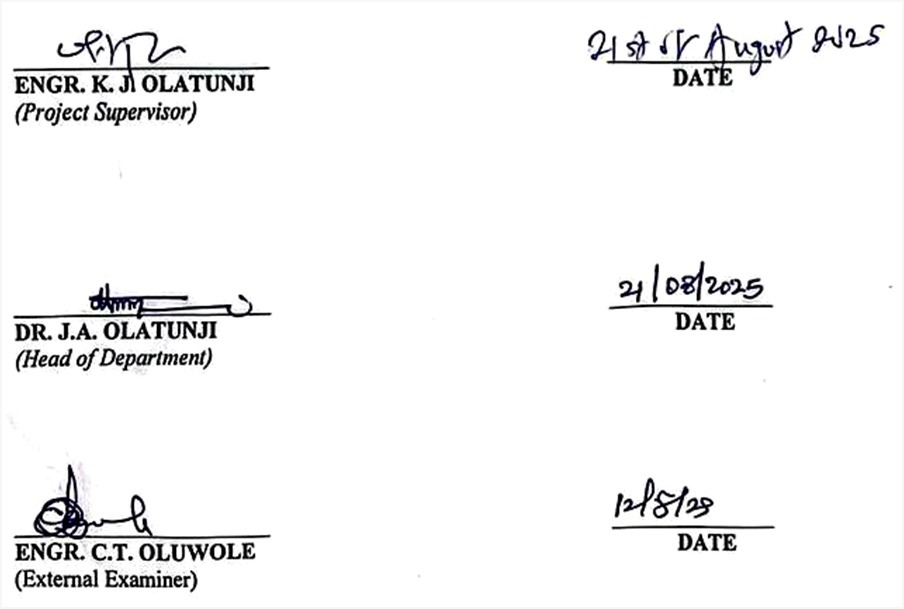 21st of August 2025
ENGR. K. J. OLATUNJI
DATE
(Project Supervisor)
21/08/2025
DR. J.A. OLATUNJI
DATE
(Head of Department)
ENGR. C.T. OLUWOLE
DATE
(External Examiner)